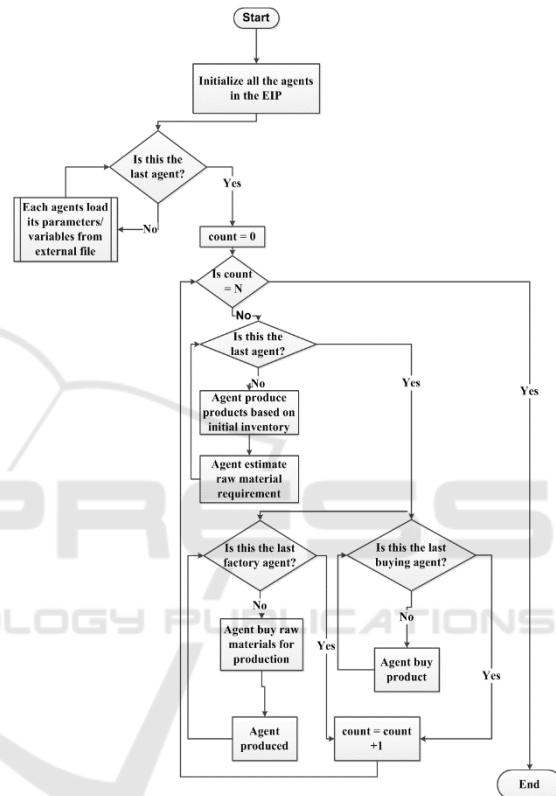 Start
Initialize all the agents
in the EIP
Is this the
last agent?
Yes
Each agents load
its parameters/
variables from
external file
No
count = 0
Is count
= N
No
Is this the
last agent?
Yes
Yes
No
Agent produce
products based on
initial inventory
Agent estimate
raw material
requirement
PRESS
Is this the last
factory agent?
Is this the last
buying agent?
No
No
OLOGY PUBLICATIONS
Agent buy raw
materials for
production
Yes
Agent buy
product
Yes
Agent
produced
count = count
+1
End